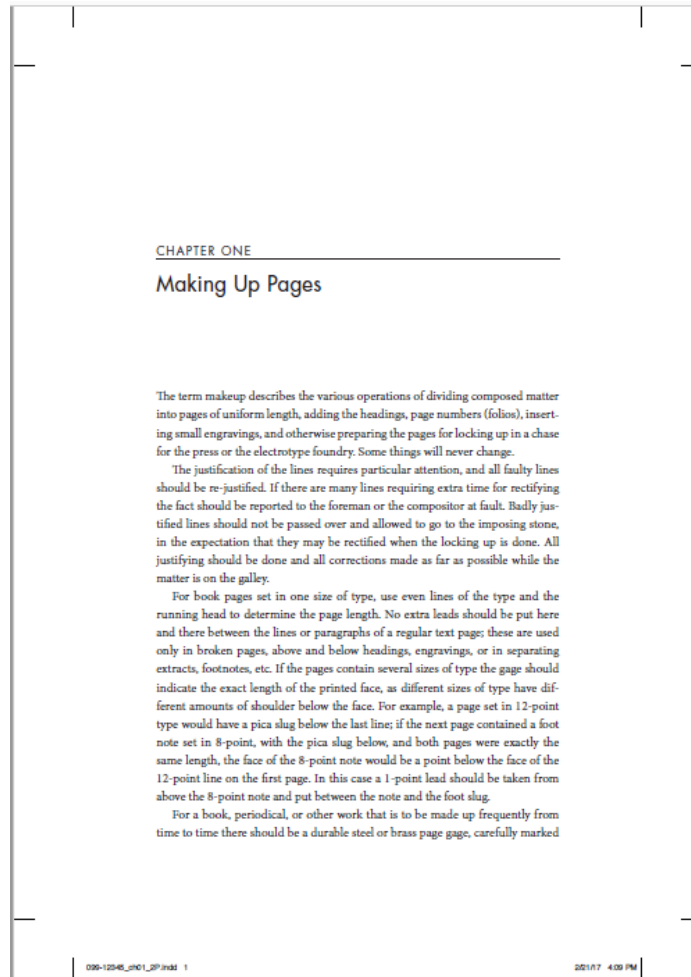 CHAPTER ONE
Making Up Pages
The term makeup describes the various operations of dividing composed matter
into pages of uniform length, adding the headings, page numbers (folios), insert-
ing small engravings, and otherwise preparing the pages for locking up in a chase
for the press or the electrotype foundry. Some things will never change.
The justification of the lines requires particular attention, and all faulty lines
should be re-justified. If there are many lines requiring extra time for rectifying
the fact should be reported to the foreman or the compositor at fault. Badly jus-
tified lines should not be passed over and allowed to go to the imposing stone,
in the expectation that they may be rectified when the locking up is done. All
justifying should be done and all corrections made as far as possible while the
matter is on the galley.
For book pages set in one size of type, use even lines of the type and the
running head to determine the page length. No extra leads should be put here
and there between the lines or paragraphs of a regular text page; these are used
only in broken pages, above and below headings, engravings, or in separating
extracts, footnotes, etc. If the pages contain several sizes of type the gage should
indicate the exact length of the printed face, as different sizes of type have dif-
ferent amounts of shoulder below the face. For example, a page set in 12-point
type would have a pica slug below the last line; if the next page contained a foot
note set in 8-point, with the pica slug below, and both pages were exactly the
same length, the face of the 8-point note would be a point below the face of the
12-point line on the first page. In this case a 1-point lead should be taken from
above the 8-point note and put between the note and the foot slug.
For a book, periodical, or other work that is to be made up frequently from
time to time there should be a durable steel or brass page gage, carefully marked
099-12345_ch01_2P.indd 1
2/21/17 4:09 PM